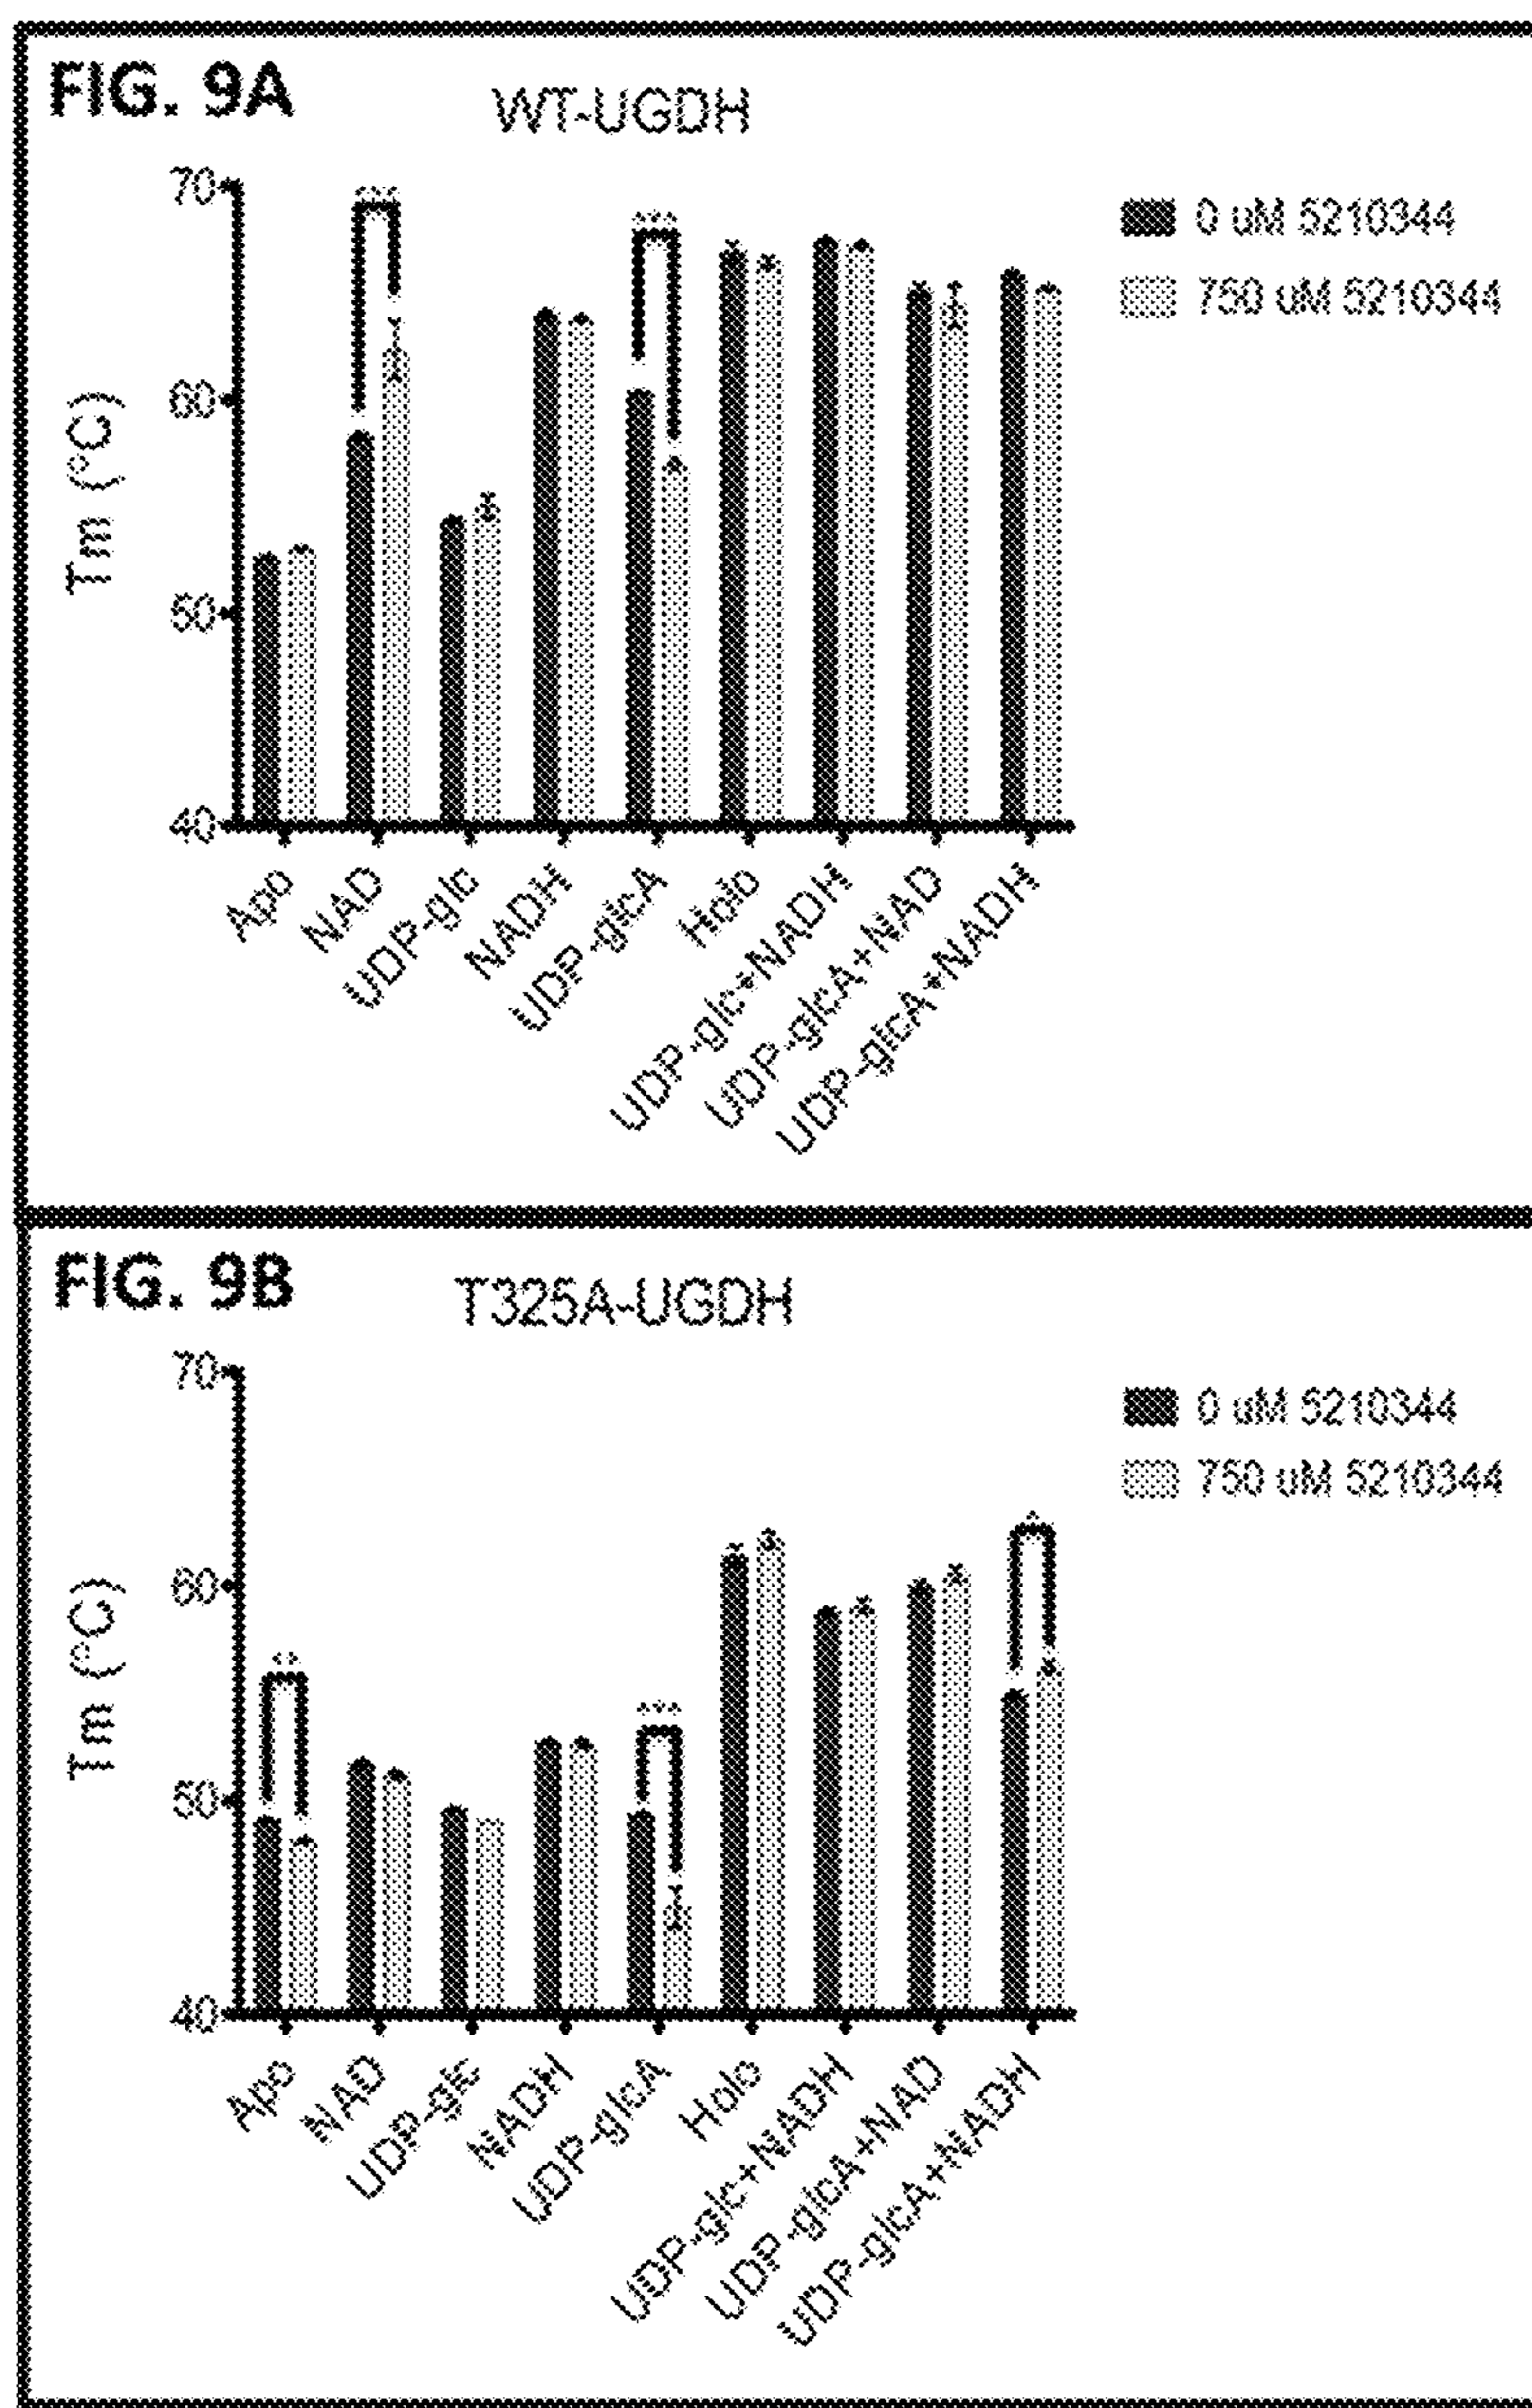 FIG. 9A
WT-UGDH
70
60
50
40
Tm (°C)
***
***
0 uM 5210344
750 uM 5210344
Apo
NAD
UDP-glc
NADH
UDP-glcA
Holo
UDP-glc+NADH
UDP-glcA+NAD
UDP-glcA+NADH
FIG. 9B
T325A-UGDH
70
60
50
40
Tm (°C)
**
***
*
0 uM 5210344
750 uM 5210344
Apo
NAD
UDP-glc
NADH
UDP-glcA
Holo
UDP-glc+NADH
UDP-glcA+NAD
UDP-glcA+NADH